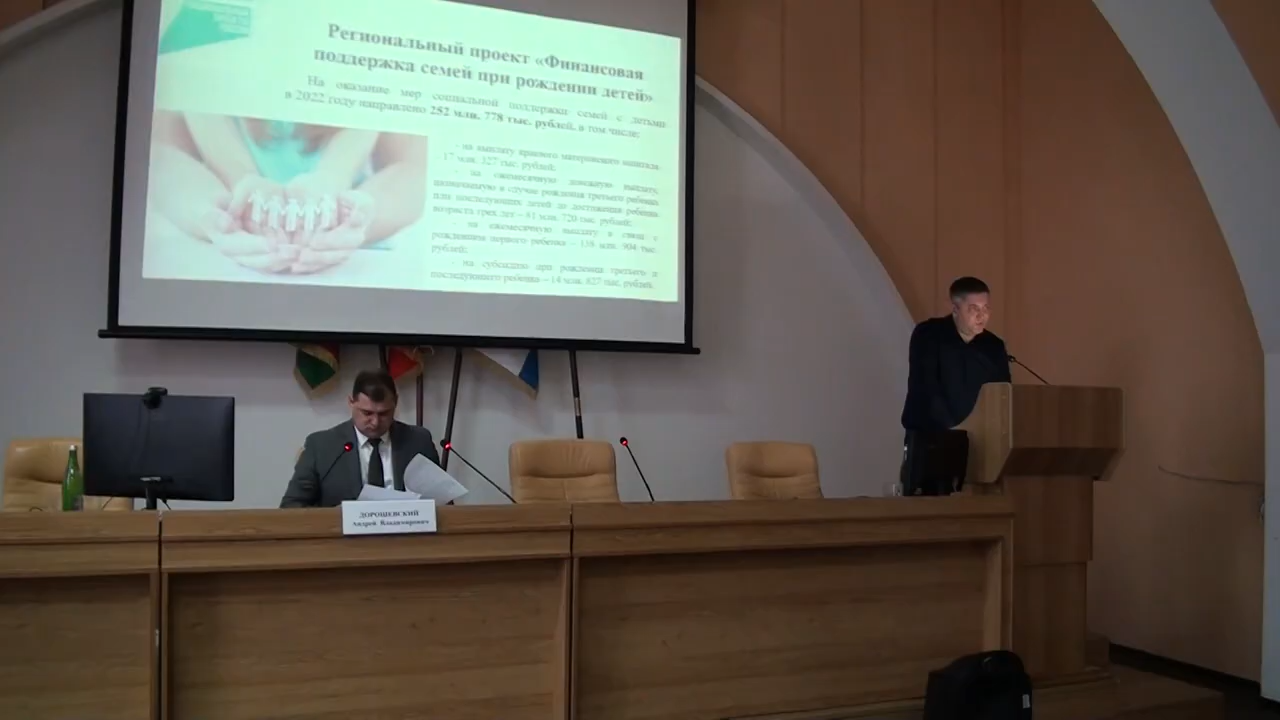 Региональный проект «Финансовая
поддержка семей при рождении детей»
На оказание мер социальной поддержки семей с детьми
в 2022 году направлено 252 млн. 778 тыс. рублей, в том числе:
- на выплату краевого материнского капитала
- 17 млн. 327 тыс. рублей;
- на ежемесячную денежную выплату,
назначаемую в случае рождения третьего ребенка
или последующих детей до достижения ребенком
возраста трех лет – 81 млн. 720 тыс. рублей;
- на ежемесячную выплату в связи с
рождением первого ребенка – 138 млн. 904 тыс.
рублей;
- на субсидию при рождении третьего и
последующего ребенка – 14 млн. 827 тыс. рублей.
ДОРОШЕВСКИЙ
Андрей Владимирович